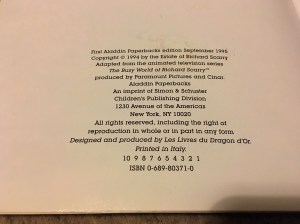 First Aladdin Paperbacks edition September 1995
Copyright © 1994 by the Estate of Richard Scarry
Adapted from the animated television series
The Busy World of Richard Scarry™
produced by Paramount Pictures and Cinar.
Aladdin Paperbacks
An imprint of Simon & Schuster
Children's Publishing Division
1230 Avenue of the Americas
New York, NY 10020
All rights reserved, including the right of
reproduction in whole or in part in any form
Designed and produced by Les Livres du Dragon d'Or.
Printed in Italy.
10 9 8 7 6 5 4 3 2 1
ISBN 0-689-80371-0